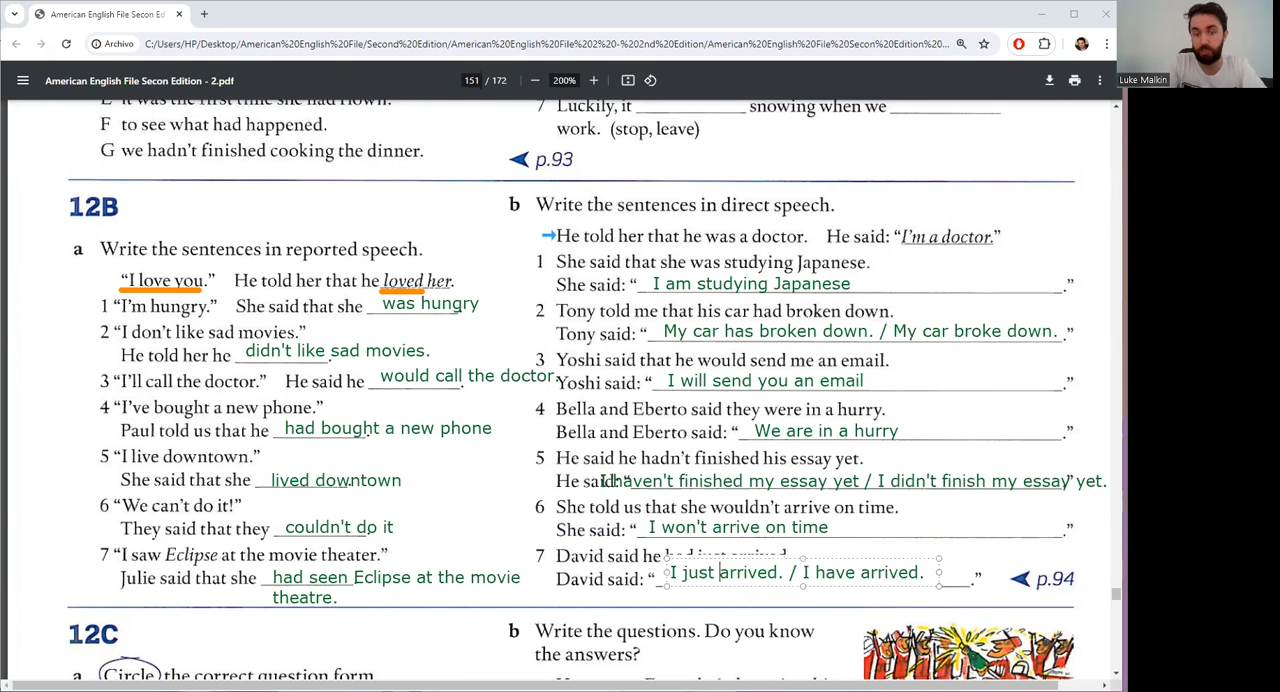 American English File Secon Ed
Archivo
C:/Users/HP/Desktop/American%20English%20File/Second%20Edition/American%20English%20File%202%20-%202nd%20Edition/American%20English%20File%20Secon%20Edition%20-%202...
Luke Malkin
American English File Secon Edition - 2.pdf
151 / 172
200%
E it was the first time she had flown.
F to see what had happened.
G we hadn't finished cooking the dinner.
7 Luckily, it __________ snowing when we __________
work. (stop, leave)
p.93
12B
a Write the sentences in reported speech.
"I love you." He told her that he loved her.
1 "I'm hungry." She said that she was hungry.
2 "I don't like sad movies."
He told her he didn't like sad movies.
3 "I'll call the doctor." He said he would call the doctor.
4 "I've bought a new phone."
Paul told us that he had bought a new phone
5 "I live downtown."
She said that she lived downtown
6 "We can't do it!"
They said that they couldn't do it
7 "I saw Eclipse at the movie theater."
Julie said that she had seen Eclipse at the movie
theatre.
b Write the sentences in direct speech.
He told her that he was a doctor. He said: "I'm a doctor."
1 She said that she was studying Japanese.
She said: "I am studying Japanese."
2 Tony told me that his car had broken down.
Tony said: "My car has broken down. / My car broke down."
3 Yoshi said that he would send me an email.
Yoshi said: "I will send you an email."
4 Bella and Eberto said they were in a hurry.
Bella and Eberto said: "We are in a hurry."
5 He said he hadn't finished his essay yet.
He said: "I haven't finished my essay yet / I didn't finish my essay yet."
6 She told us that she wouldn't arrive on time.
She said: "I won't arrive on time."
7 David said he had just arrived.
David said: "I just arrived. / I have arrived."
p.94
12C
a Circle the correct question form
b Write the questions. Do you know
the answers?